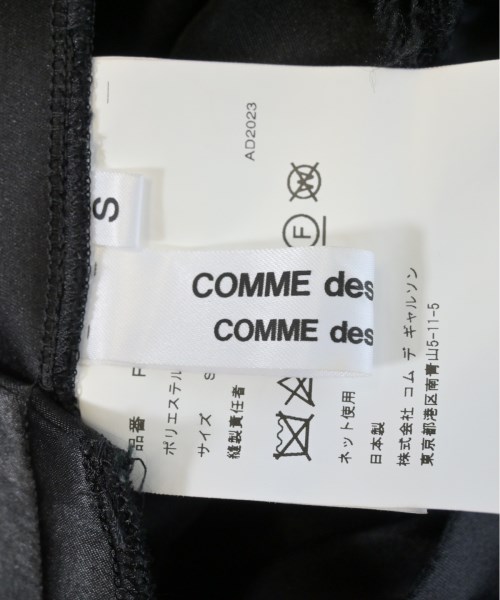 S
COMME des
COMME des
AD2023
W
F
品番 F
ポリエステル
サイズ S
縫製責任者
ネット使用
日本製
株式会社 コム デ ギャルソン
東京都港区南青山5-11-5